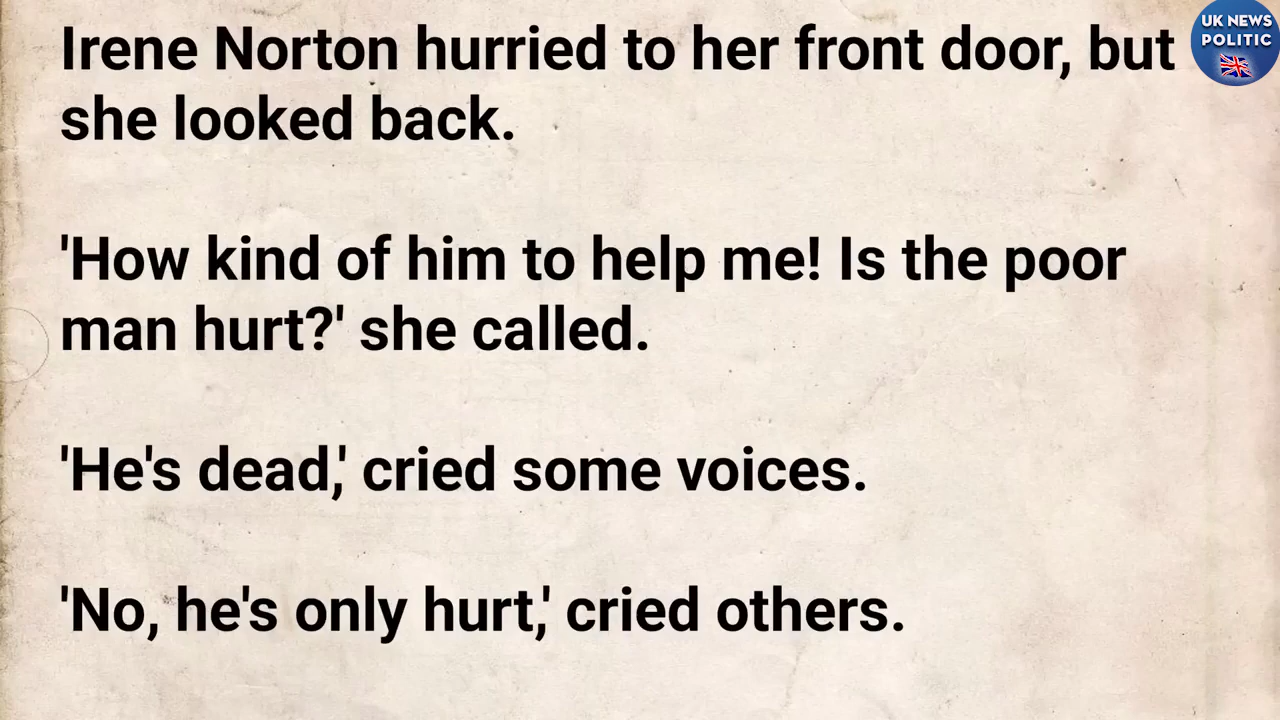 Irene Norton hurried to her front door, but
she looked back.
'How kind of him to help me! Is the poor
man hurt?' she called.
'He's dead,' cried some voices.
'No, he's only hurt,' cried others.
UK NEWS
POLITIC